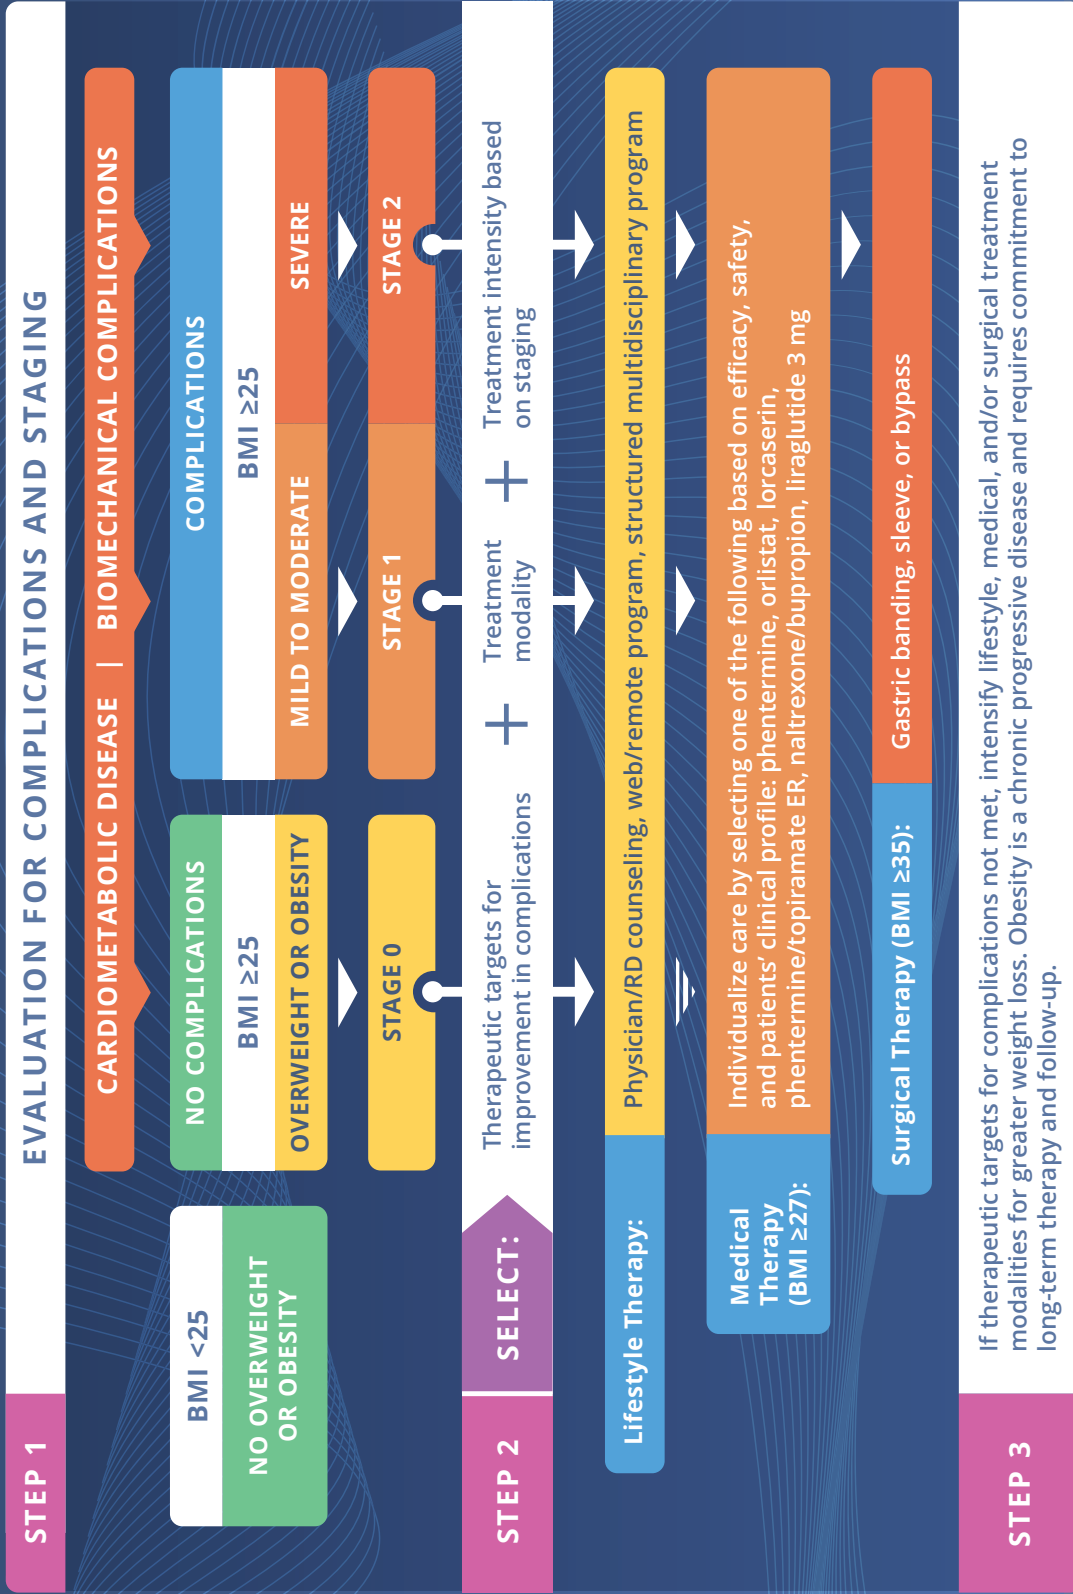 STEP 1
EVALUATION FOR COMPLICATIONS AND STAGING
CARDIOMETABOLIC DISEASE | BIOMECHANICAL COMPLICATIONS
BMI <25
NO OVERWEIGHT
OR OBESITY
NO COMPLICATIONS
BMI ≥25
OVERWEIGHT OR OBESITY
STAGE 0
COMPLICATIONS
BMI ≥25
MILD TO MODERATE
SEVERE
STAGE 1
STAGE 2
STEP 2
SELECT:
Therapeutic targets for
improvement in complications
+
Treatment
modality
+
Treatment intensity based
on staging
Lifestyle Therapy:
Physician/RD counseling, web/remote program, structured multidisciplinary program
Medical
Therapy
(BMI ≥27):
Individualize care by selecting one of the following based on efficacy, safety,
and patients’ clinical profile: phentermine, orlistat, lorcaserin,
phentermine/topiramate ER, naltrexone/bupropion, liraglutide 3 mg
Surgical Therapy (BMI ≥35):
Gastric banding, sleeve, or bypass
STEP 3
If therapeutic targets for complications not met, intensify lifestyle, medical, and/or surgical treatment
modalities for greater weight loss. Obesity is a chronic progressive disease and requires commitment to
long-term therapy and follow-up.